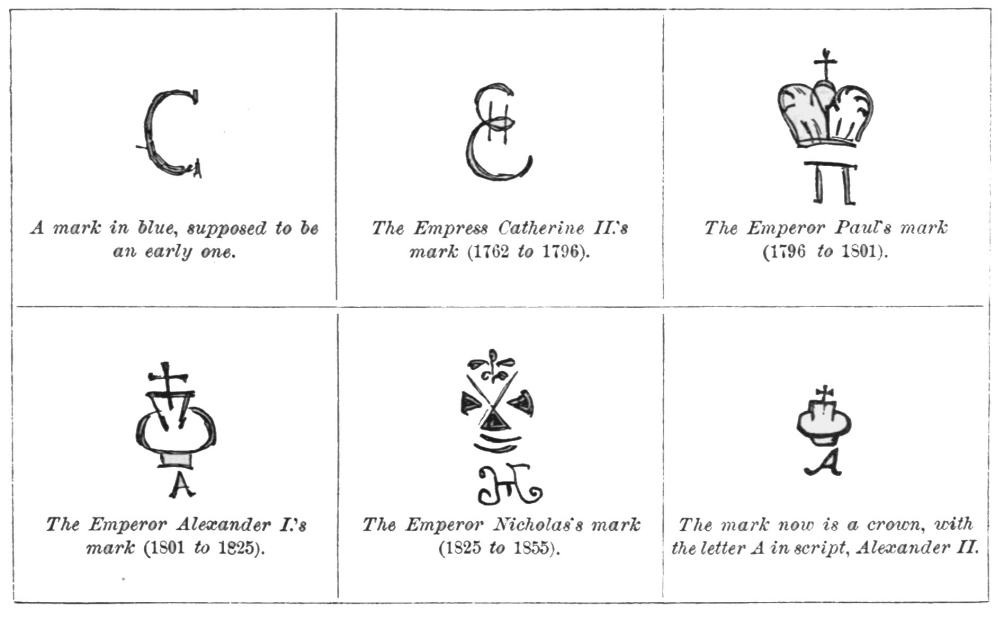 C
A
A mark in blue, supposed to be
an early one.
The Empress Catherine II.'s
mark (1762 to 1796).
П
The Emperor Paul's mark
(1796 to 1801).
A
The Emperor Alexander I.'s
mark (1801 to 1825).
H
The Emperor Nicholas's mark
(1825 to 1855).
A
The mark now is a crown, with
the letter A in script, Alexander II.